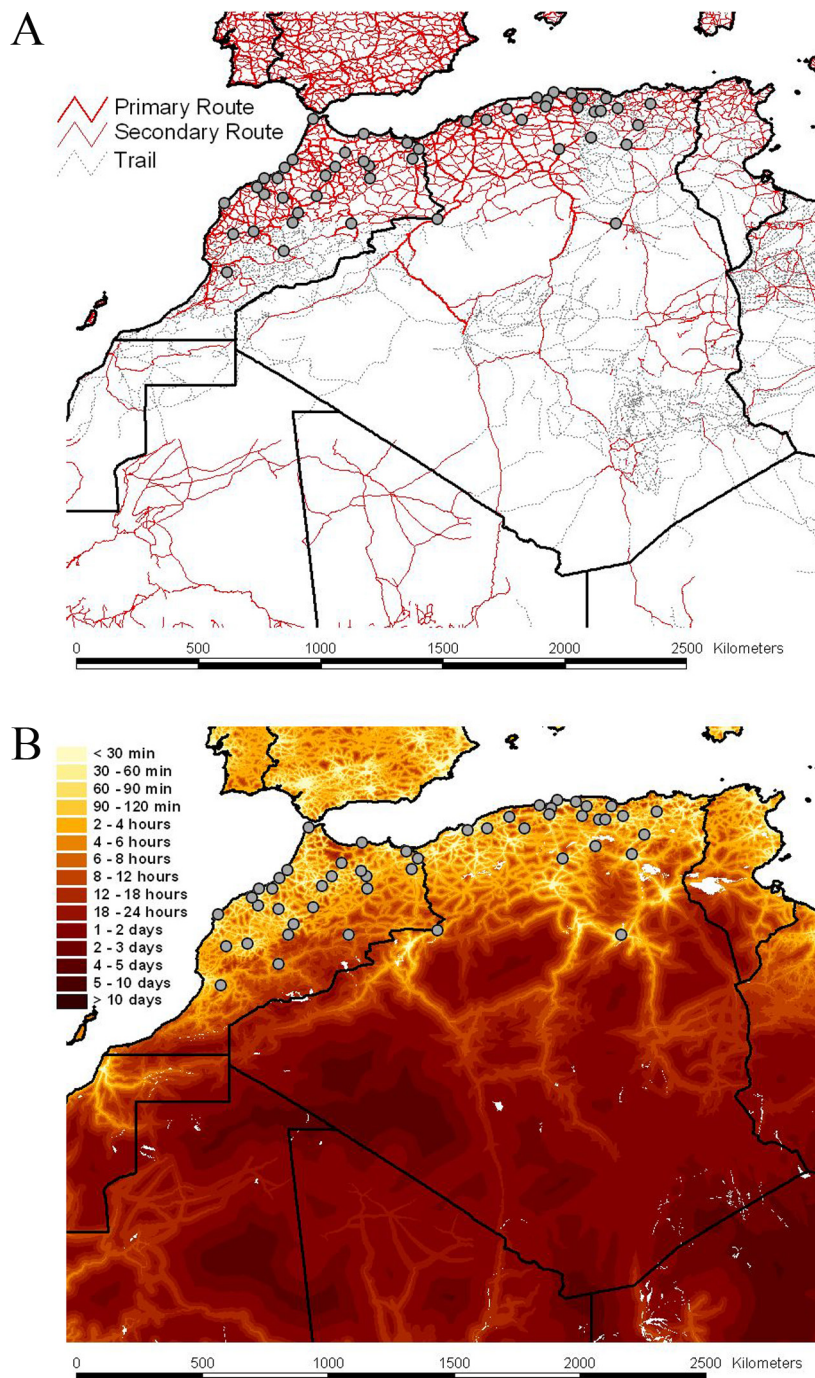 A
Primary Route
Secondary Route
Trail
0 500 1000 1500 2000 2500 Kilometers
B
< 30 min
30 - 60 min
60 - 90 min
90 - 120 min
2 - 4 hours
4 - 6 hours
6 - 8 hours
8 - 12 hours
12 - 18 hours
18 - 24 hours
1 - 2 days
2 - 3 days
4 - 5 days
5 - 10 days
> 10 days
0 500 1000 1500 2000 2500 Kilometers